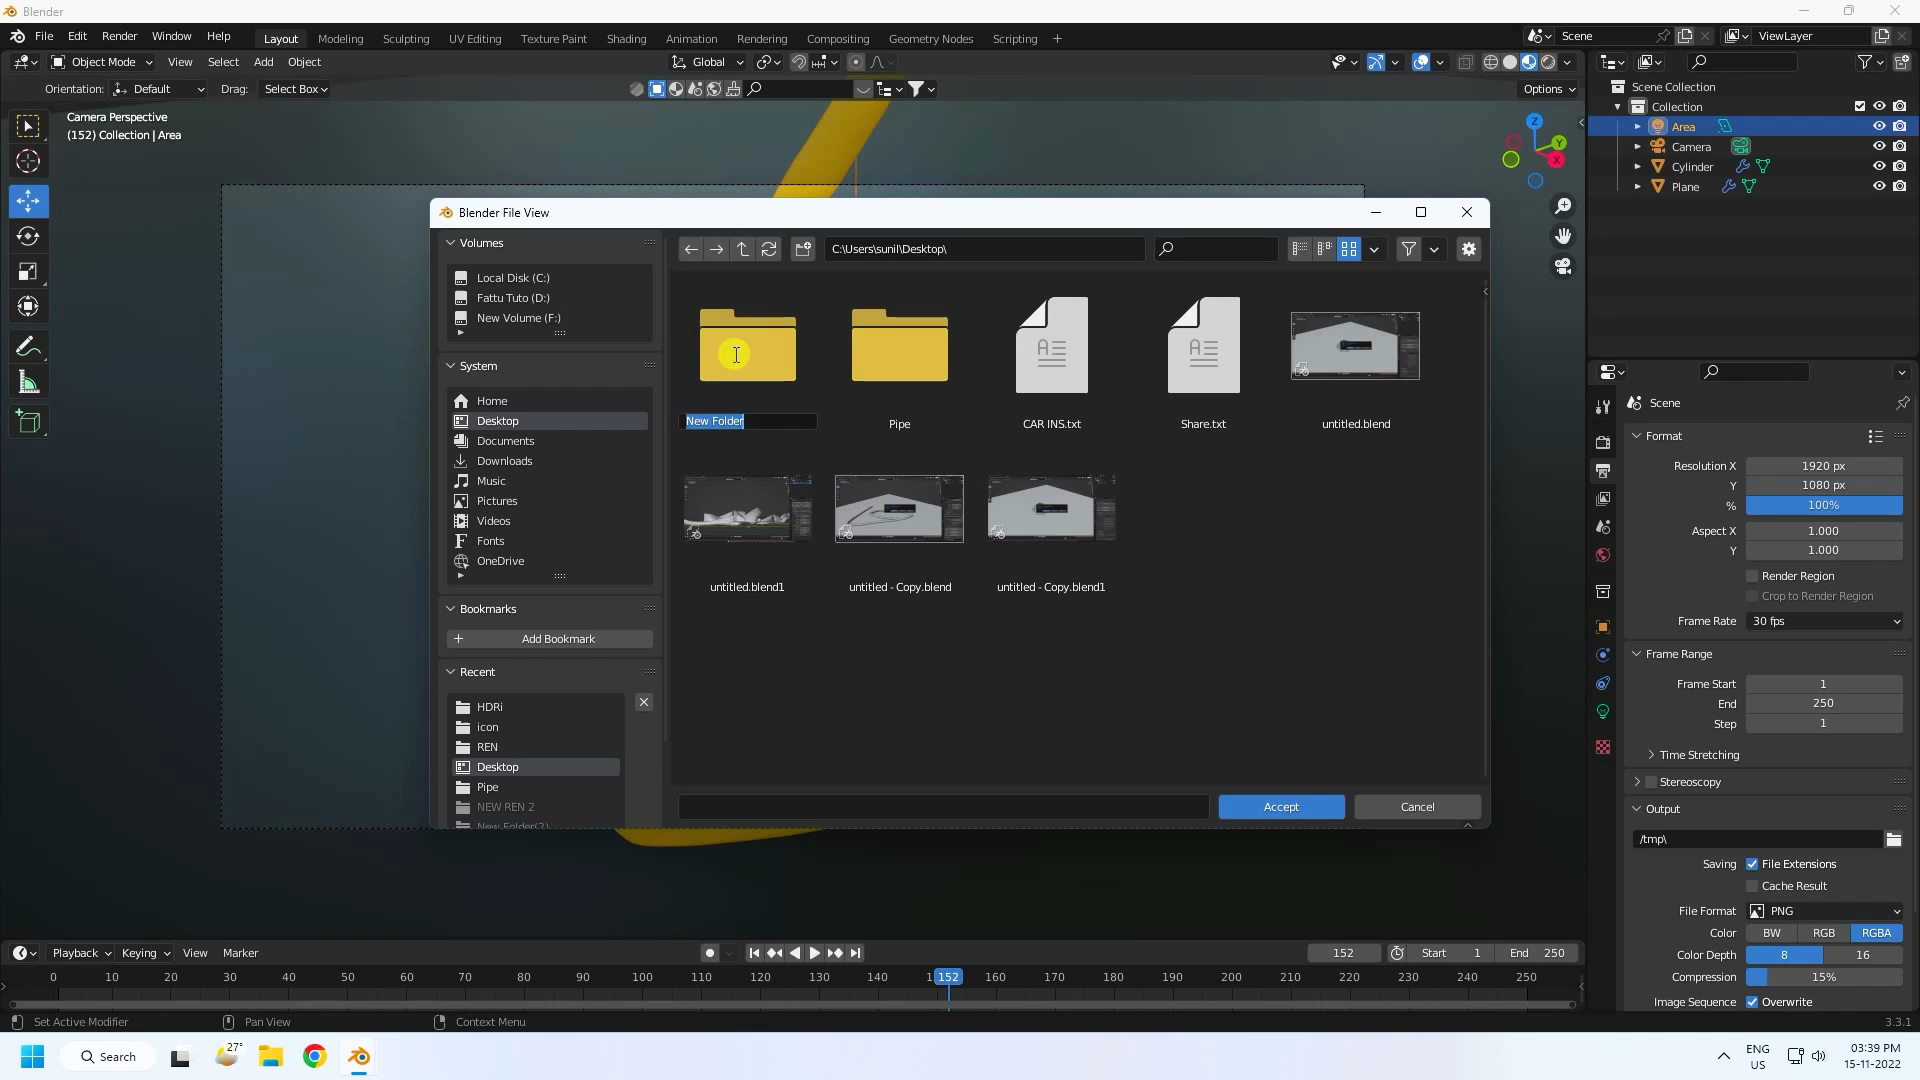 Blender
File Edit Render Window Help Layout Modeling Sculpting UV Editing Texture Paint Shading Animation Rendering Compositing Geometry Nodes Scripting + Scene ViewLayer
Object Mode View Select Add Object Global
Orientation: Default Drag: Select Box Options
Camera Perspective
(152) Collection | Area
Scene Collection
Collection
Area
Camera
Cylinder
Plane
Z
Y
X
Blender File View
Volumes
Local Disk (C:)
Fattu Tuto (D:)
New Volume (F:)
System
Home
Desktop
Documents
Downloads
Music
Pictures
Videos
Fonts
OneDrive
Bookmarks
Add Bookmark
Recent
HDRi
icon
REN
Desktop
Pipe
NEW REN 2
New Folder(2)
C:\Users\sunil\Desktop\
New Folder
Pipe
CAR INS.txt
Share.txt
untitled.blend
untitled.blend1
untitled - Copy.blend
untitled - Copy.blend1
Accept
Cancel
Scene
Format
Resolution X 1920 px
Y 1080 px
% 100%
Aspect X 1.000
Y 1.000
Render Region
Crop to Render Region
Frame Rate 30 fps
Frame Range
Frame Start 1
End 250
Step 1
Time Stretching
Stereoscopy
Output
/tmp\
Saving File Extensions
Cache Result
File Format PNG
Color BW RGB RGBA
Color Depth 8 16
Compression 15%
Image Sequence Overwrite
Playback Keying View Marker 152 Start 1 End 250
0 10 20 30 40 50 60 70 80 90 100 110 120 130 140 1 152 160 170 180 190 200 210 220 230 240 250
Set Active Modifier Pan View Context Menu 3.3.1
Search 27° ENG US 03:39 PM 15-11-2022